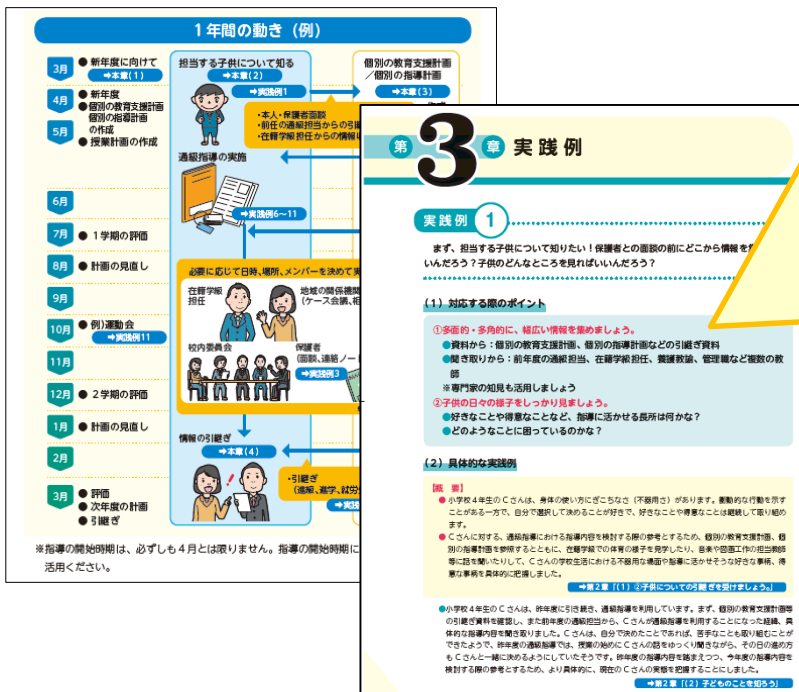 1年間の動き(例)
3月
●新年度に向けて
➡本章(1)
4月
●新年度
●個別の教育支援計画
個別の指導計画
の作成
5月
●授業計画の作成
6月
7月
●1学期の評価
8月
●計画の見直し
9月
10月
●例)運動会
➡実践例11
11月
12月
●2学期の評価
1月
●計画の見直し
2月
3月
●評価
●次年度の計画
●引継ぎ
担当する子供について知る
➡本章(2)
➡実践例1
個別の教育支援計画
/個別の指導計画
➡本章(3)
・本人・保護者面談
・前任の通級担当からの引継
・在籍学級担任からの情報
通級指導の実施
➡実践例6~11
必要に応じて日時、場所、メンバーを決めて実
在籍学級
担任
地域の関係機関
(ケース会議、相
校内委員会
保護者
(面談、連絡ノー
➡実践例3
情報の引継ぎ
➡本章(4)
・引継ぎ
(進級、進学、就労
➡実践
※指導の開始時期は、必ずしも4月とは限りません。指導の開始時期に
活用ください。
第3章 実践例
実践例 1
まず、担当する子供について知りたい!保護者との面談の前にどこから情報を
いんだろう?子供のどんなところを見ればいいんだろう?
(1)対応する際のポイント
①多面的・多角的に、幅広い情報を集めましょう。
●資料から:個別の教育支援計画、個別の指導計画などの引継ぎ資料
●聞き取りから:前年度の通級担当、在籍学級担任、養護教諭、管理職など複数の教
師
※専門家の知見も活用しましょう
②子供の日々の様子をしっかり見ましょう。
●好きなことや得意なことなど、指導に活かせる長所は何かな?
●どのようなことに困っているのかな?
(2)具体的な実践例
【概 要】
●小学校4年生のCさんは、身体の使い方にぎこちなさ(不器用さ)があります。衝動的な行動を示す
ことがある一方で、自分で選択して決めることが好きで、好きなことや得意なことは継続して取り組め
ます。
●Cさんに対する、通級指導における指導内容を検討する際の参考とするため、個別の教育支援計画、個
別の指導計画を参照するとともに、在籍学級での体育の様子を見学したり、音楽や図画工作の担当教師
等に話を聞いたりして、Cさんの学校生活における不器用な場面や指導に活かせそうな好きな事柄、得
意な事柄を具体的に把握しました。
➡第2章「(1)②子供についての引継ぎを受けましょう。」
●小学校4年生のCさんは、昨年度に引き続き、通級指導を利用しています。まず、個別の教育支援計画等
の引継ぎ資料を確認し、また前年度の通級担当から、Cさんが通級指導を利用することになった経緯、具
体的な指導内容を聞き取りました。Cさんは、自分で決めたことであれば、苦手なことも取り組むことが
できたようで、昨年度の通級指導では、授業の始めにCさんの話をゆっくり聞きながら、その日の進め方
もCさんと一緒に決めるようにしていたそうです。昨年度の指導内容を踏まえつつ、今年度の指導内容を
検討する際の参考とするため、より具体的に、現在のCさんの実態を把握することにしました。
➡第2章「(2)子どものことを知ろう」